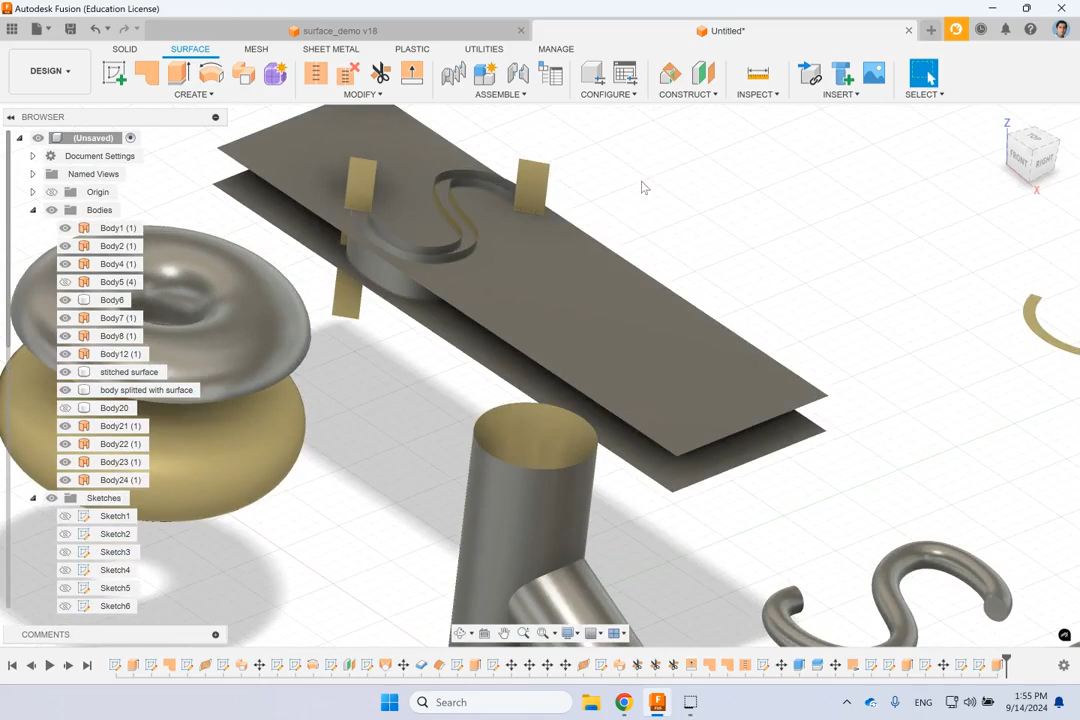 Autodesk Fusion (Education License)
surface_demo v18
Untitled*
SOLID SURFACE MESH SHEET METAL PLASTIC UTILITIES MANAGE
DESIGN
CREATE MODIFY ASSEMBLE CONFIGURE CONSTRUCT INSPECT INSERT SELECT
BROWSER
(Unsaved)
Document Settings
Named Views
Origin
Bodies
Body1 (1)
Body2 (1)
Body4 (1)
Body5 (4)
Body6
Body7 (1)
Body8 (1)
Body12 (1)
stitched surface
body splitted with surface
Body20
Body21 (1)
Body22 (1)
Body23 (1)
Body24 (1)
Sketches
Sketch1
Sketch2
Sketch3
Sketch4
Sketch5
Sketch6
Z
TOP
FRONT
RIGHT
X
COMMENTS
Search
ENG
1:55 PM
9/14/2024